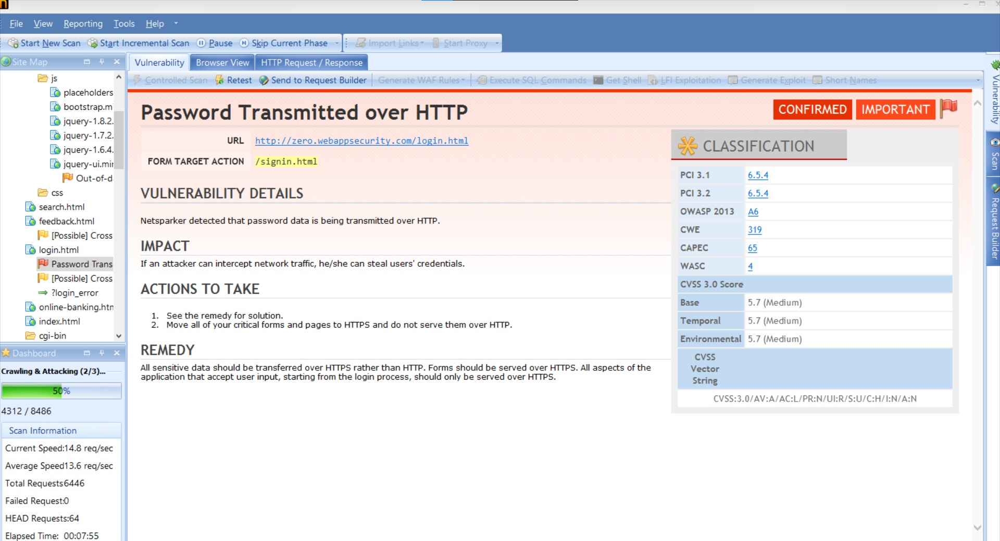 n
File View Reporting Tools Help
Start New Scan Start Incremental Scan Pause Skip Current Phase Import Links Start Proxy
Site Map
js
placeholders
bootstrap.m
jquery-1.8.2.
jquery-1.7.2.
jquery-1.6.4.
jquery-ui.min
Out-of-d
css
search.html
feedback.html
[Possible] Cross
login.html
Password Trans
[Possible] Cross
?login_error
online-banking.htm
index.html
cgi-bin
Dashboard
Crawling & Attacking (2/3)...
50%
4312 / 8486
Scan Information
Current Speed:14.8 req/sec
Average Speed13.6 req/sec
Total Requests6446
Failed Request:0
HEAD Requests:64
Elapsed Time: 00:07:55
Vulnerability Browser View HTTP Request / Response
Controlled Scan Retest Send to Request Builder Generate WAF Rules Execute SQL Commands Get Shell LFI Exploitation Generate Exploit Short Names
Password Transmitted over HTTP
CONFIRMED IMPORTANT
URL http://zero.webappsecurity.com/login.html
FORM TARGET ACTION /signin.html
VULNERABILITY DETAILS
Netsparker detected that password data is being transmitted over HTTP.
IMPACT
If an attacker can intercept network traffic, he/she can steal users' credentials.
ACTIONS TO TAKE
1. See the remedy for solution.
2. Move all of your critical forms and pages to HTTPS and do not serve them over HTTP.
REMEDY
All sensitive data should be transferred over HTTPS rather than HTTP. Forms should be served over HTTPS. All aspects of the
application that accept user input, starting from the login process, should only be served over HTTPS.
CLASSIFICATION
PCI 3.1 6.5.4
PCI 3.2 6.5.4
OWASP 2013 A6
CWE 319
CAPEC 65
WASC 4
CVSS 3.0 Score
Base 5.7 (Medium)
Temporal 5.7 (Medium)
Environmental 5.7 (Medium)
CVSS
Vector
String
CVSS:3.0/AV:A/AC:L/PR:N/UI:R/S:U/C:H/I:N/A:N
Vulnerability
Scan
Request Builder